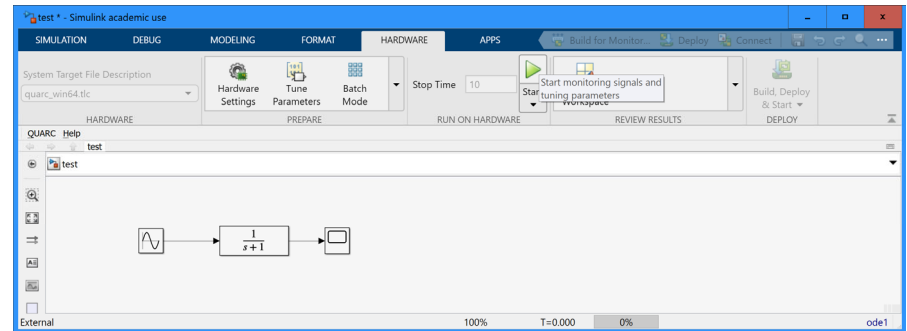 test * - Simulink academic use
SIMULATION DEBUG MODELING FORMAT HARDWARE APPS Build for Monitor... Deploy Connect
System Target File Description
quarc_win64.tlc
Hardware Settings
Tune Parameters
Batch Mode
Stop Time 10
Start monitoring signals and
tuning parameters
Workspace
Build, Deploy
& Start
HARDWARE PREPARE RUN ON HARDWARE REVIEW RESULTS DEPLOY
QUARC Help
test
test
1
s + 1
External 100% T=0.000 0% ode1